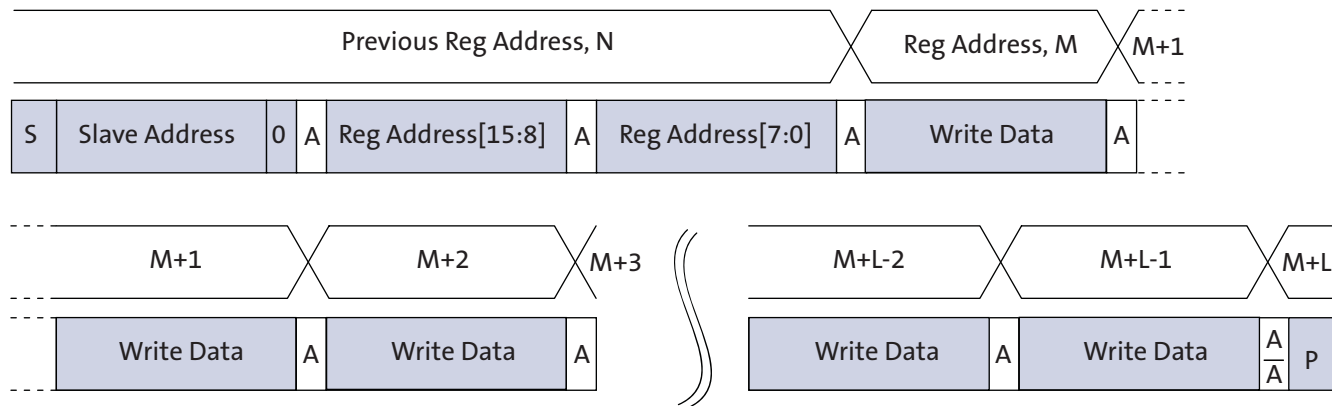 Previous Reg Address, N Reg Address, M M+1
S Slave Address 0 A Reg Address[15:8] A Reg Address[7:0] A Write Data A
M+1 M+2 M+3 M+L-2 M+L-1 M+L
Write Data A Write Data A Write Data A Write Data A/A̅ P